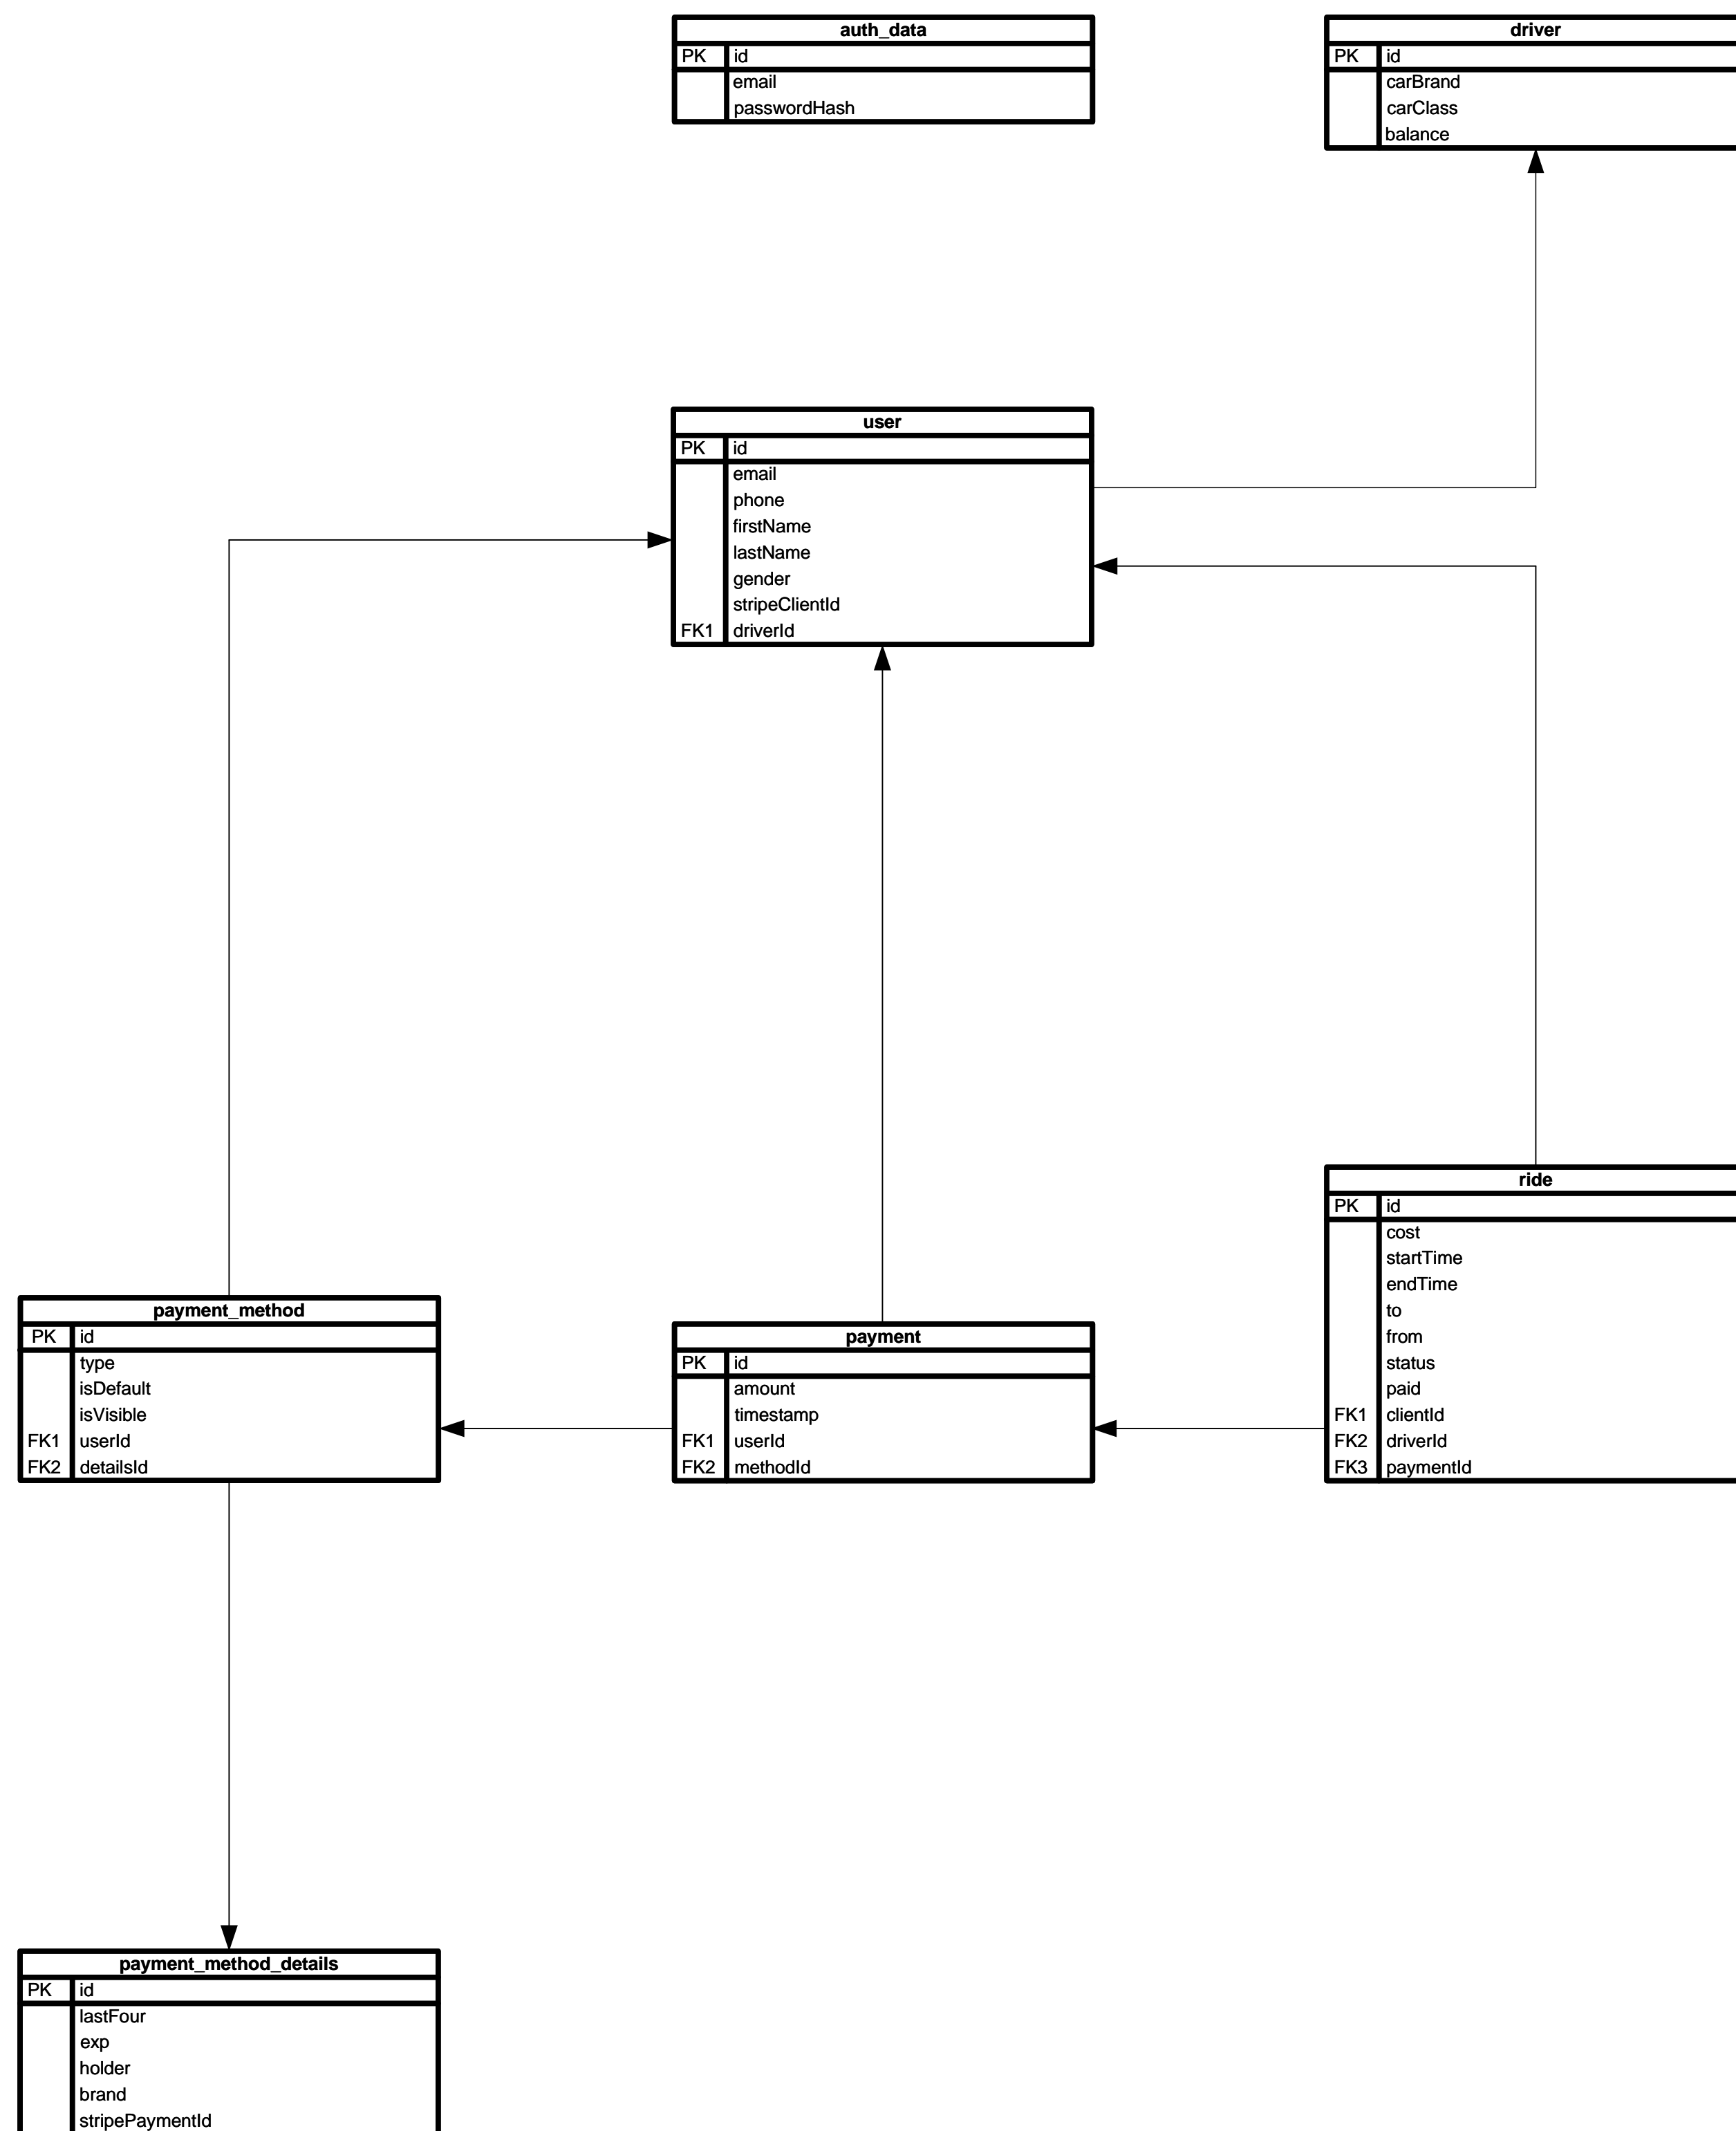 auth_data
PK id
email
passwordHash
driver
PK id
carBrand
carClass
balance
user
PK id
email
phone
firstName
lastName
gender
stripeClientId
FK1 driverId
ride
PK id
cost
startTime
endTime
to
from
status
paid
FK1 clientId
FK2 driverId
FK3 paymentId
payment_method
PK id
type
isDefault
isVisible
FK1 userId
FK2 detailsId
payment
PK id
amount
timestamp
FK1 userId
FK2 methodId
payment_method_details
PK id
lastFour
exp
holder
brand
stripePaymentId